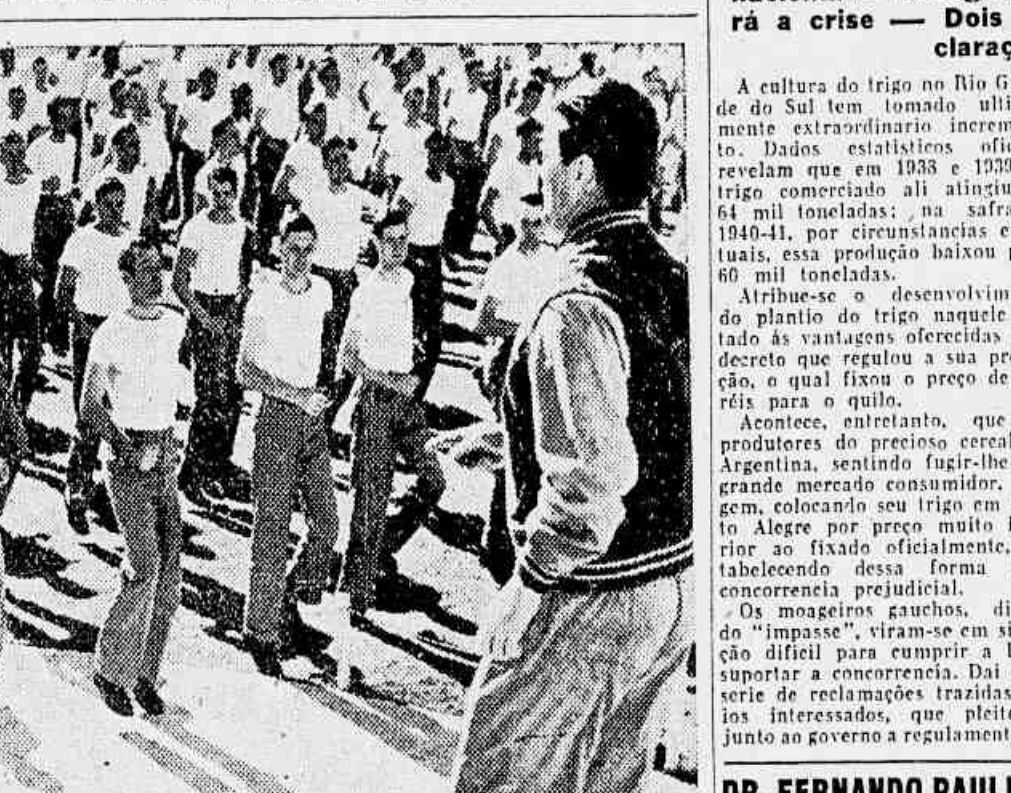 rá a crise — Dois
claraç
A cultura do trigo no Rio G
de do Sul tem tomado ulti
mente extraordinario increm
to. Dados estatisticos ofic
revelam que em 1938 e 1939
trigo comerciado ali atingiu
64 mil toneladas; na safra
1940-41, por circunstancias e
tuais, essa produção baixou p
60 mil toneladas.
Atribue-se o desenvolvim
do plantio do trigo naquele
tado ás vantagens oferecidas
decreto que regulou a sua pro
ção, o qual fixou o preço de
réis para o quilo.
Acontece, entretanto, que
produtores do precioso cereal
Argentina, sentindo fugir-lhe
grande mercado consumidor,
gem, colocando seu trigo em
to Alegre por preço muito i
rior ao fixado oficialmente,
tabelecendo dessa forma
concorrencia prejudicial.
Os moageiros gauchos, di
do "impasse", viram-se em si
ção dificil para cumprir a l
suportar a concorrencia. Dai
serie de reclamações trazidas
ios interessados, que pleite
junto ao governo a regulament
DR. FERNANDO PAULI